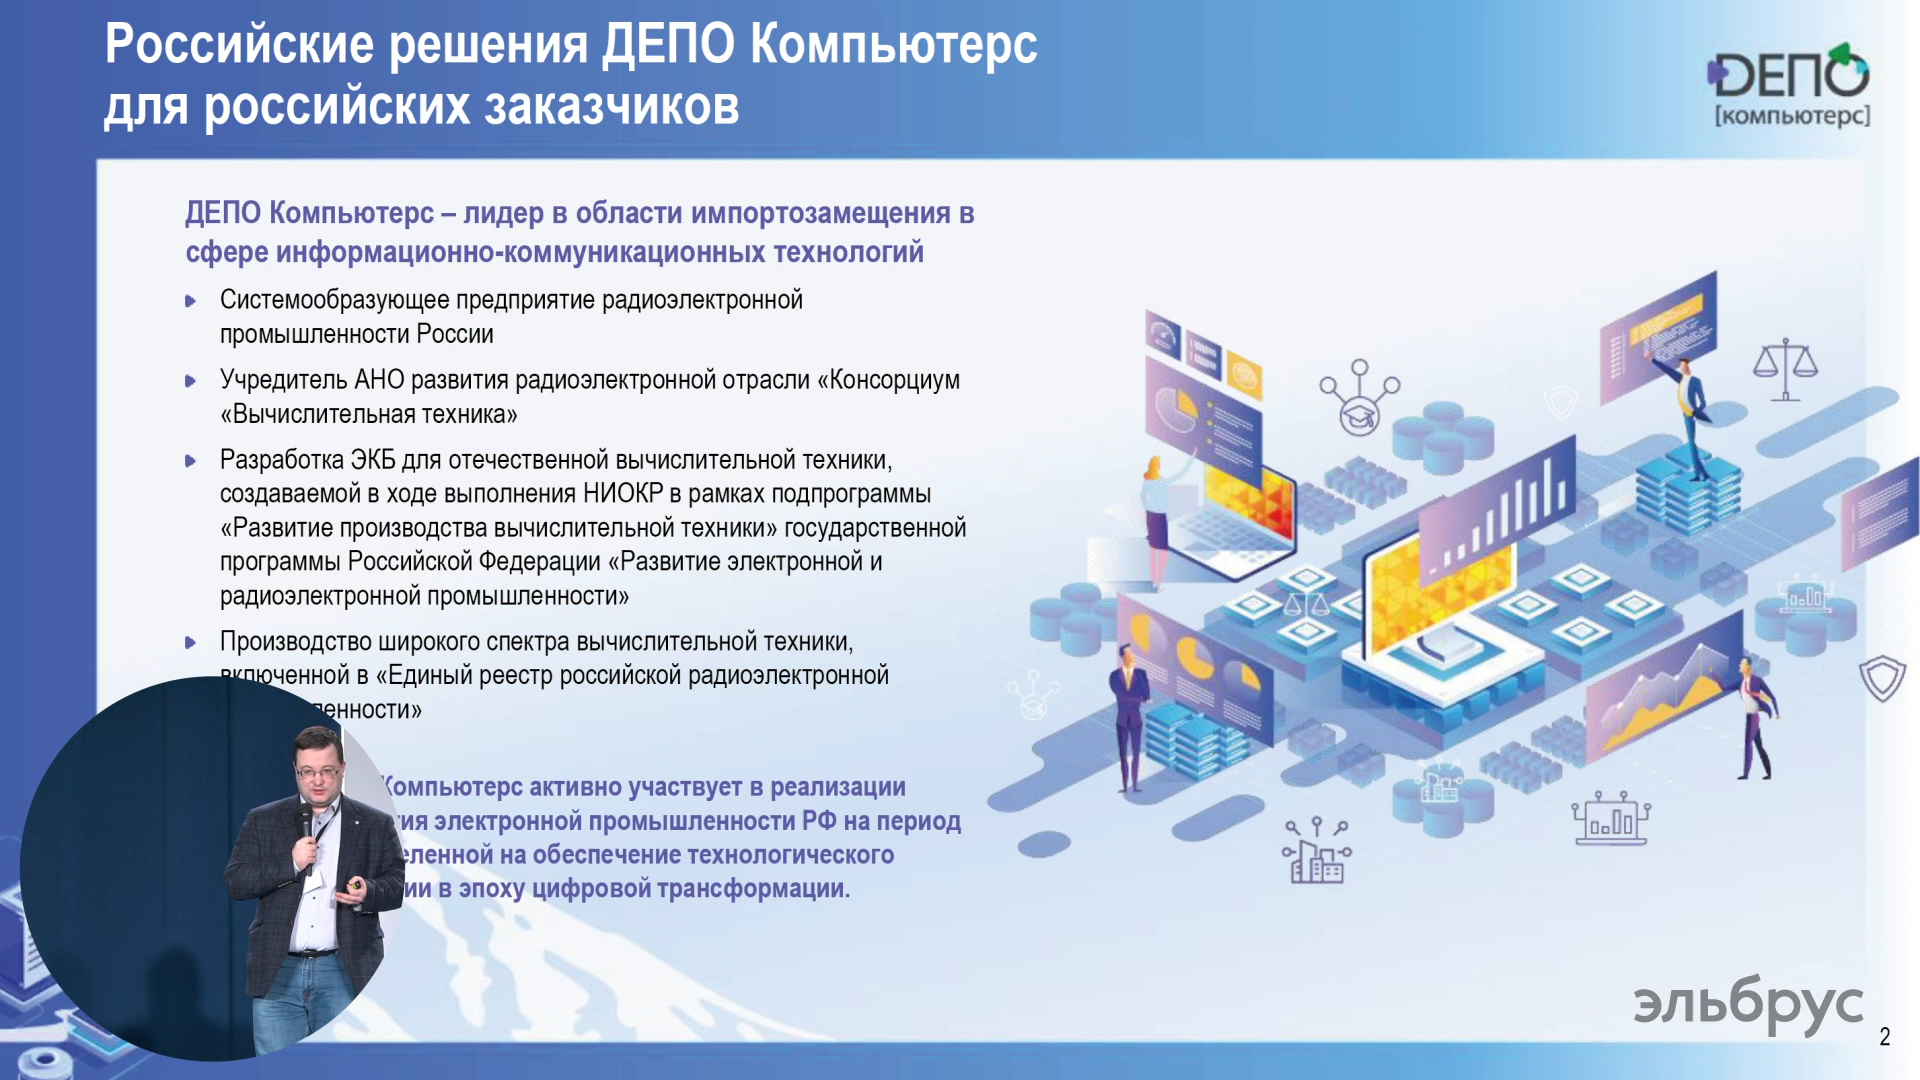 Российские решения ДЕПО Компьютерс
для российских заказчиков
ДЕПО
[компьютерс]
ДЕПО Компьютерс – лидер в области импортозамещения в
сфере информационно-коммуникационных технологий
Системообразующее предприятие радиоэлектронной
промышленности России
Учредитель АНО развития радиоэлектронной отрасли «Консорциум
«Вычислительная техника»
Разработка ЭКБ для отечественной вычислительной техники,
создаваемой в ходе выполнения НИОКР в рамках подпрограммы
«Развитие производства вычислительной техники» государственной
программы Российской Федерации «Развитие электронной и
радиоэлектронной промышленности»
Производство широкого спектра вычислительной техники,
включенной в «Единый реестр российской радиоэлектронной
енности»
Компьютерс активно участвует в реализации
электронной промышленности РФ на период
на обеспечение технологического
в эпоху цифровой трансформации.
эльбрус
2